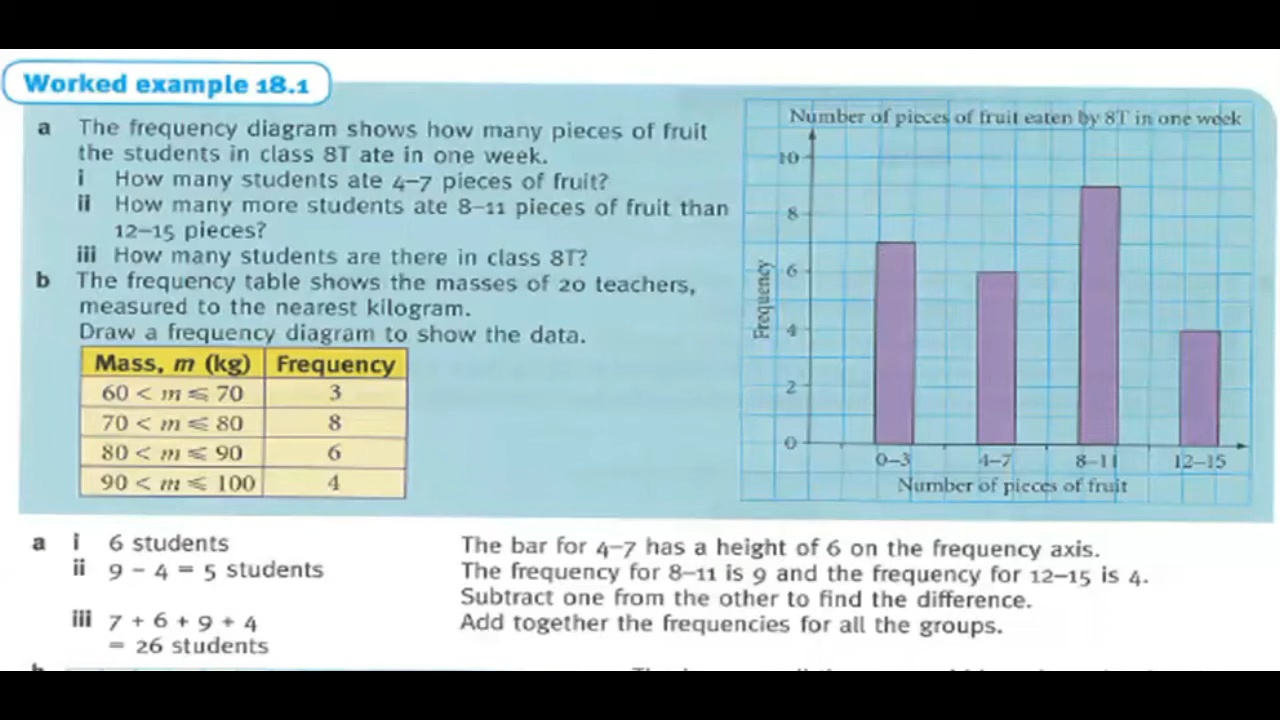 Worked example 18.1
a The frequency diagram shows how many pieces of fruit
the students in class 8T ate in one week.
i How many students ate 4–7 pieces of fruit?
ii How many more students ate 8–11 pieces of fruit than
12–15 pieces?
iii How many students are there in class 8T?
b The frequency table shows the masses of 20 teachers,
measured to the nearest kilogram.
Draw a frequency diagram to show the data.
Mass, m (kg) Frequency
60 < m ⩽ 70 3
70 < m ⩽ 80 8
80 < m ⩽ 90 6
90 < m ⩽ 100 4
Number of pieces of fruit eaten by 8T in one week
10
8
6
4
2
0
Frequency
0–3 4–7 8–11 12–15
Number of pieces of fruit
a i 6 students The bar for 4–7 has a height of 6 on the frequency axis.
ii 9 – 4 = 5 students The frequency for 8–11 is 9 and the frequency for 12–15 is 4.
Subtract one from the other to find the difference.
iii 7 + 6 + 9 + 4 Add together the frequencies for all the groups.
= 26 students